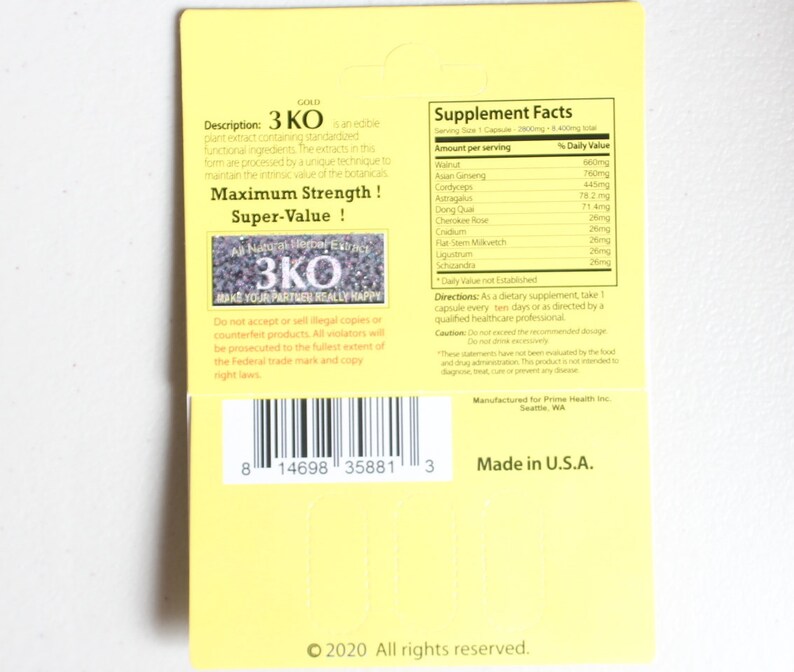 GOLD
Description: 3 KO is an edible
plant extract containing standardized
functional ingredients. The extracts in this
form are processed by a unique technique to
maintain the intrinsic value of the botanicals.
Maximum Strength !
Super-Value !
All Natural Herbal Extract
3KO
MAKE YOUR PARTNER REALLY HAPPY
Do not accept or sell illegal copies or
counterfeit products. All violators will
be prosecuted to the fullest extent of
the Federal trade mark and copy
right laws.
Supplement Facts
Serving: Size 1 Capsule - 2800mg • 8,400mg total
Amount per serving % Daily Value
Walnut 660mg
Asian Ginseng 760mg
Cordyceps 445mg
Astragalus 78.2 mg
Dong Quai 71.4mg
Cherokee Rose 26mg
Cnidium 26mg
Flat-Stem Milkvetch 26mg
Ligustrum 26mg
Schizandra 26mg
* Daily Value not Established
Directions: As a dietary supplement, take 1
capsule every ten days or as directed by a
qualified healthcare professional.
Caution: Do not exceed the recommended dosage.
Do not drink excessively.
*These statements have not been evaluated by the food
and drug administration. This product is not intended to
diagnose, treat, cure or prevent any disease.
Manufactured for Prime Health Inc.
Seattle, WA
8 14698 35881 3
Made in U.S.A.
© 2020 All rights reserved.